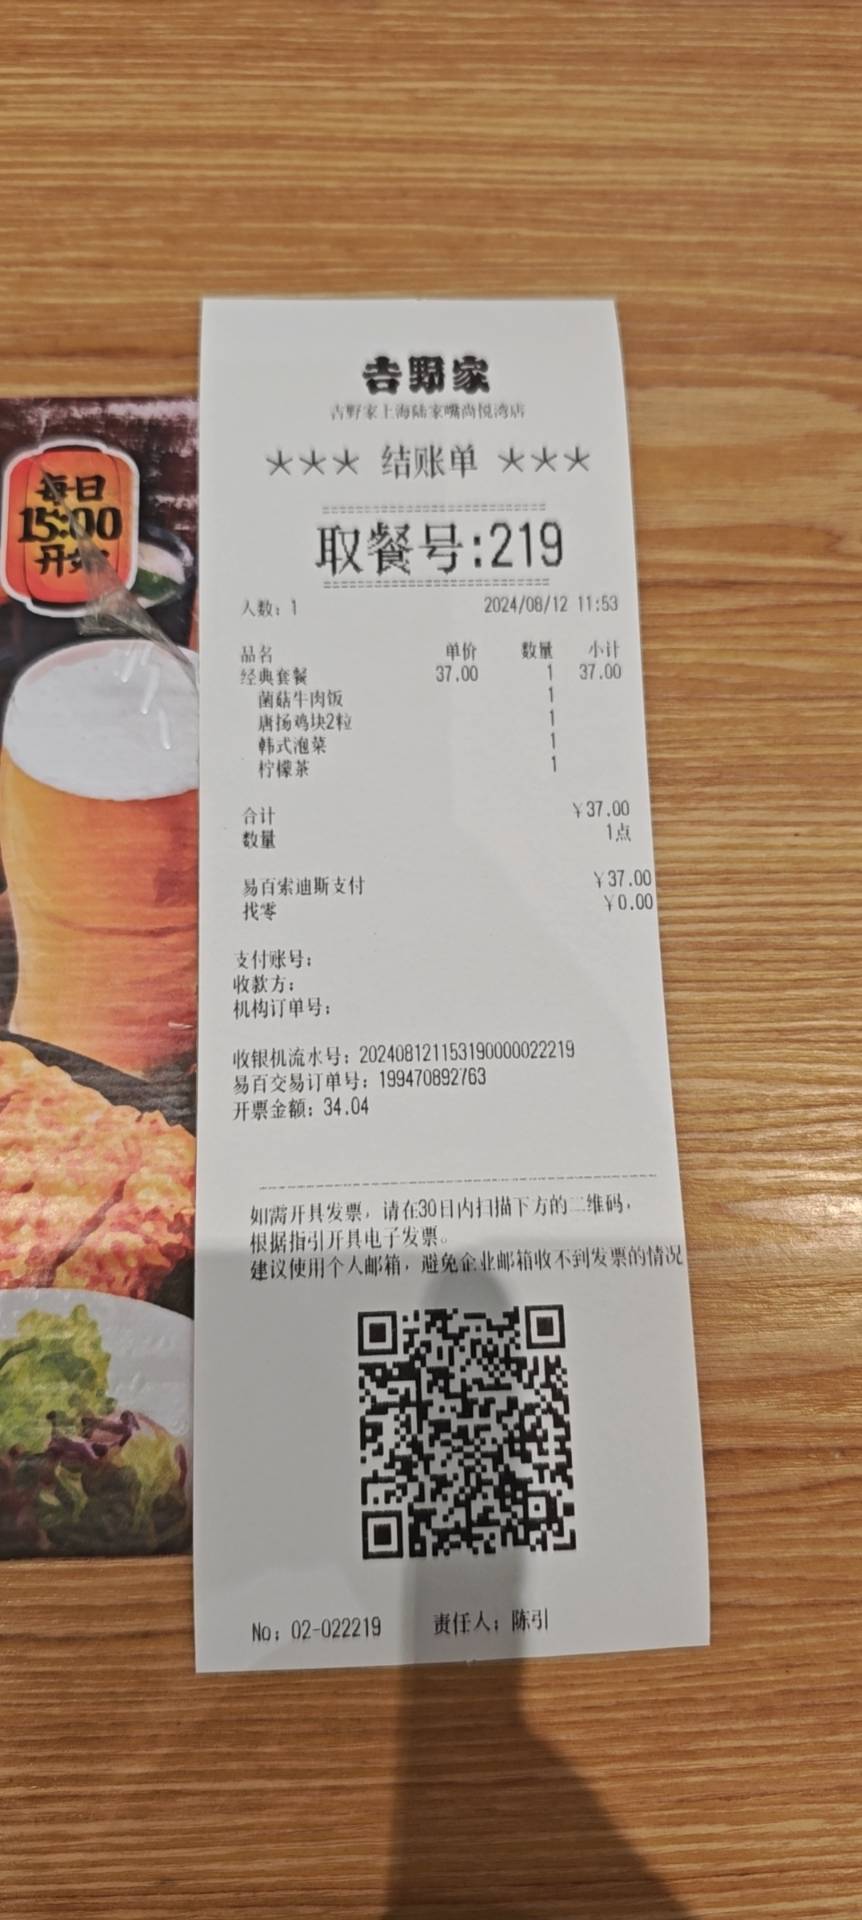 每日
15:00
开始
吉野家
吉野家上海陆家嘴尚悦湾店
*** 结账单 ***
取餐号:219
人数:1 2024/08/12 11:53
品名 单价 数量 小计
经典套餐 37.00 1 37.00
菌菇牛肉饭 1
唐扬鸡块2粒 1
韩式泡菜 1
柠檬茶 1
合计 ¥37.00
数量 1点
易百索迪斯支付 ¥37.00
找零 ¥0.00
支付账号:
收款方:
机构订单号:
收银机流水号: 20240812115319000002​2219
易百交易订单号: 199470892763
开票金额: 34.04
如需开具发票，请在30日内扫描下方的二维码，
根据指引开具电子发票。
建议使用个人邮箱，避免企业邮箱收不到发票的情况
No: 02-022219 责任人: 陈引